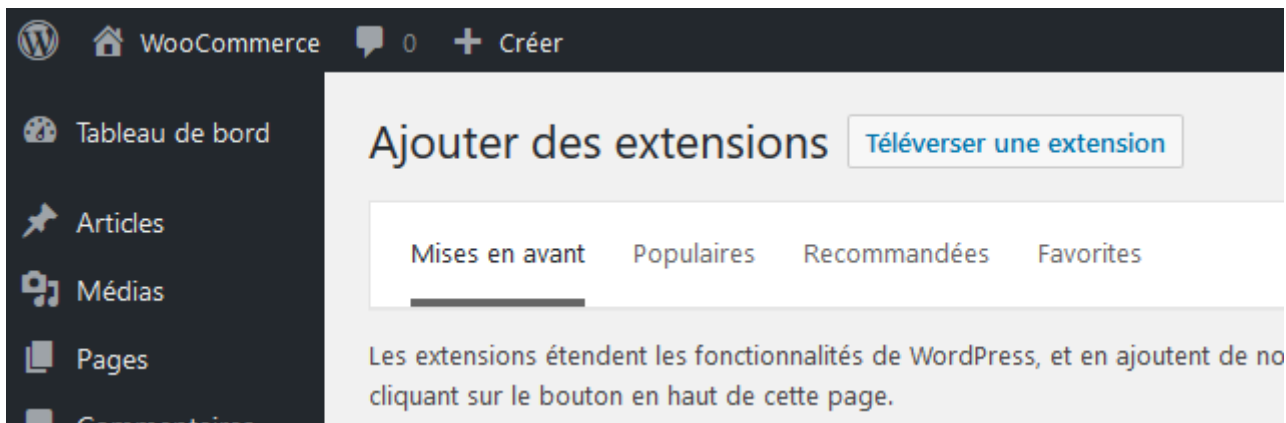 WooCommerce 0 Créer
Tableau de bord
Ajouter des extensions Téléverser une extension
Articles
Mises en avant Populaires Recommandées Favorites
Médias
Pages
Les extensions étendent les fonctionnalités de WordPress, et en ajoutent de no
cliquant sur le bouton en haut de cette page.